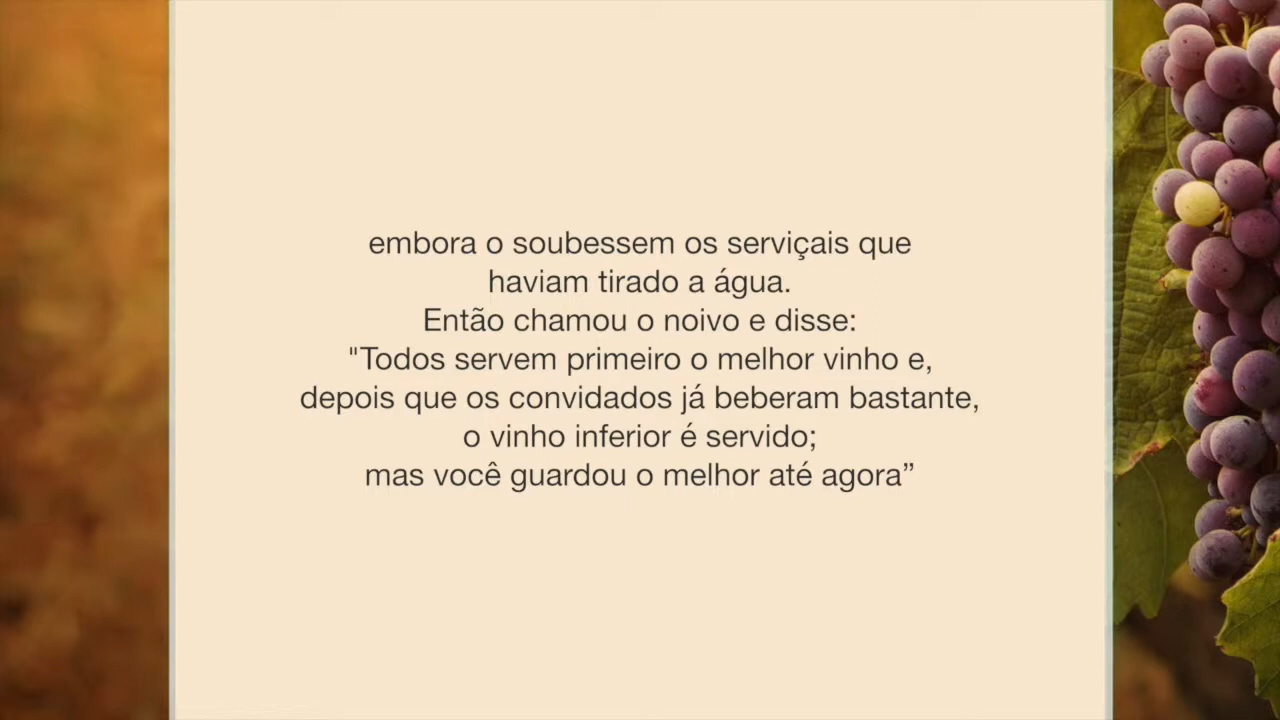 embora o soubessem os serviçais que
haviam tirado a água.
Então chamou o noivo e disse:
"Todos servem primeiro o melhor vinho e,
depois que os convidados já beberam bastante,
o vinho inferior é servido;
mas você guardou o melhor até agora”